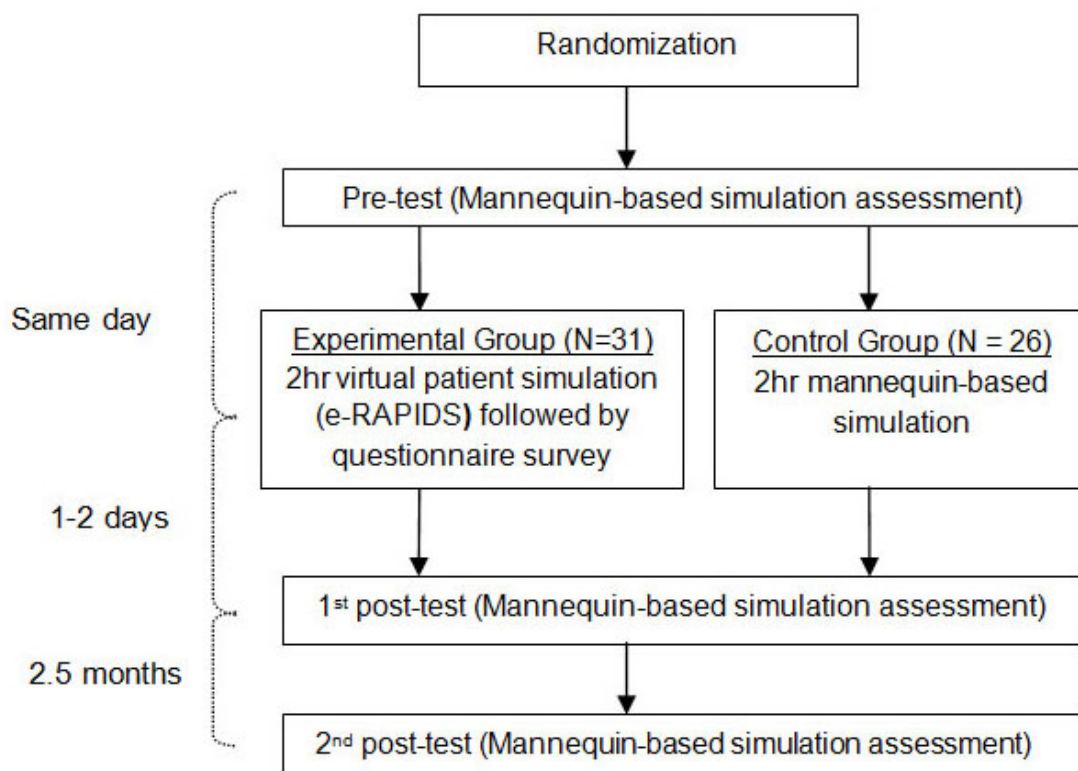 Randomization
Pre-test (Mannequin-based simulation assessment)
Same day
Experimental Group (N=31)
2hr virtual patient simulation
(e-RAPIDS) followed by
questionnaire survey
Control Group (N = 26)
2hr mannequin-based
simulation
1-2 days
1st post-test (Mannequin-based simulation assessment)
2.5 months
2nd post-test (Mannequin-based simulation assessment)